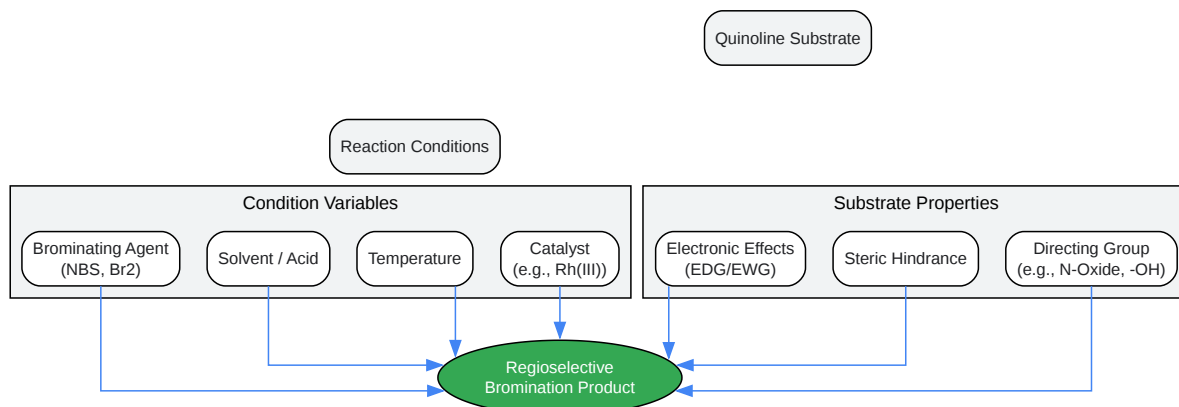 Quinoline Substrate
Reaction Conditions
Condition Variables
Substrate Properties
Brominating Agent
(NBS, Br2)
Solvent / Acid
Temperature
Catalyst
(e.g., Rh(III))
Electronic Effects
(EDG/EWG)
Steric Hindrance
Directing Group
(e.g., N-Oxide, -OH)
Regioselective
Bromination Product